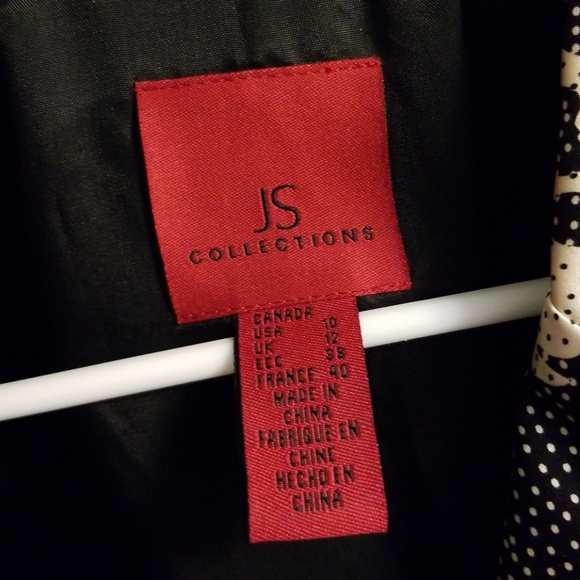 JS
COLLECTIONS
CANADA
USA 10
UK 12
EEC 38
FRANCE 40
MADE IN
CHINA
FABRIQUE EN
CHINE
HECHO EN
CHINA